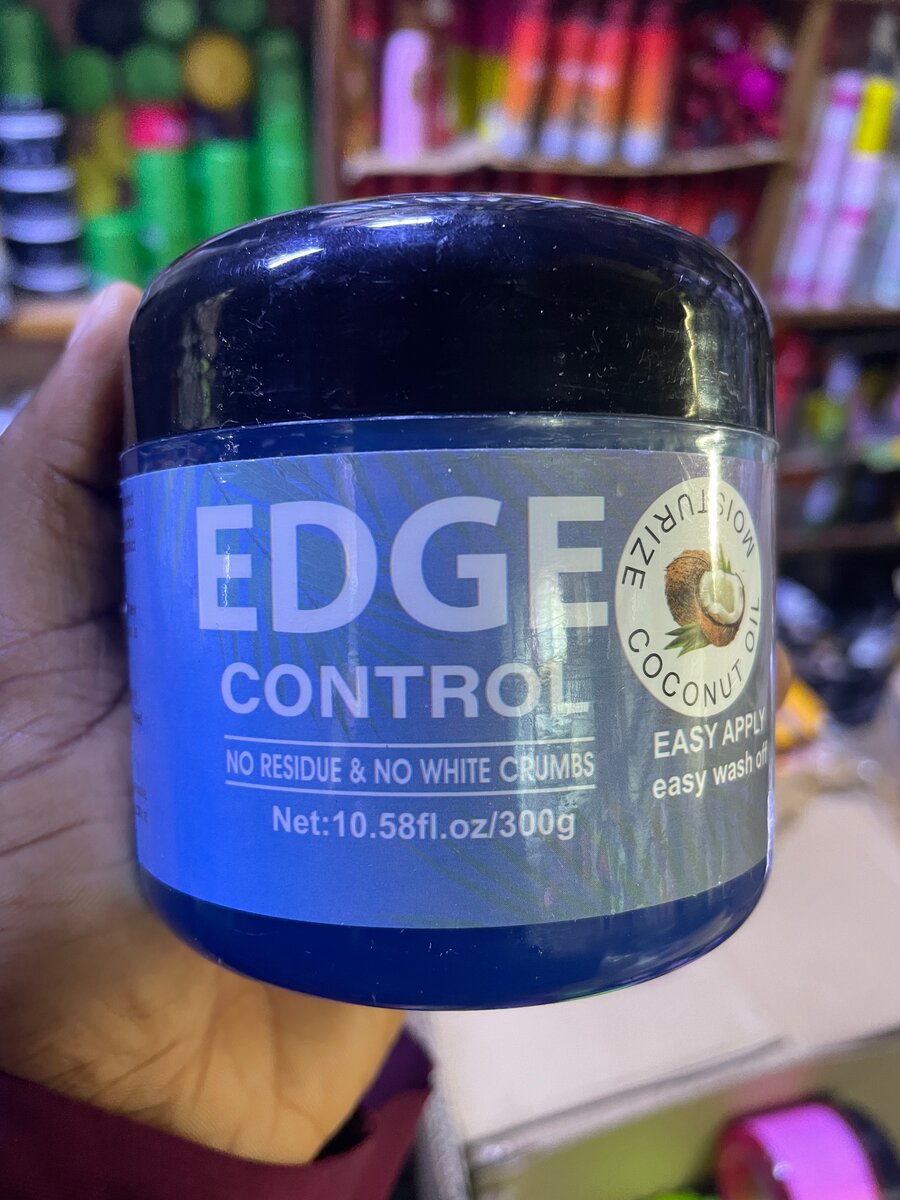 EDGE
CONTROL
NO RESIDUE & NO WHITE CRUMBS
Net:10.58fl.oz/300g
MOISTURIZE
COCONUT OIL
EASY APPLY
easy wash off